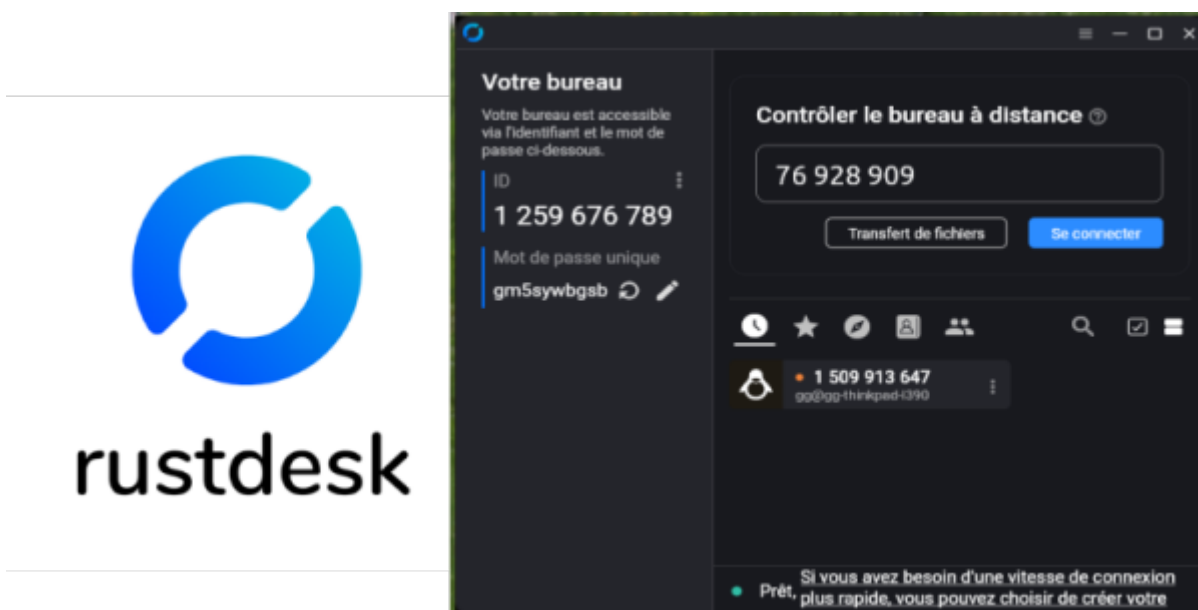 rustdesk
Votre bureau
Votre bureau est accessible
via l'identifiant et le mot de
passe ci-dessous.
ID
1 259 676 789
Mot de passe unique
gm5sywbgsb
Contrôler le bureau à distance
76 928 909
Transfert de fichiers
Se connecter
1 509 913 647
gg@gg-thinkpad-l390
Prêt, Si vous avez besoin d'une vitesse de connexion
plus rapide, vous pouvez choisir de créer votre